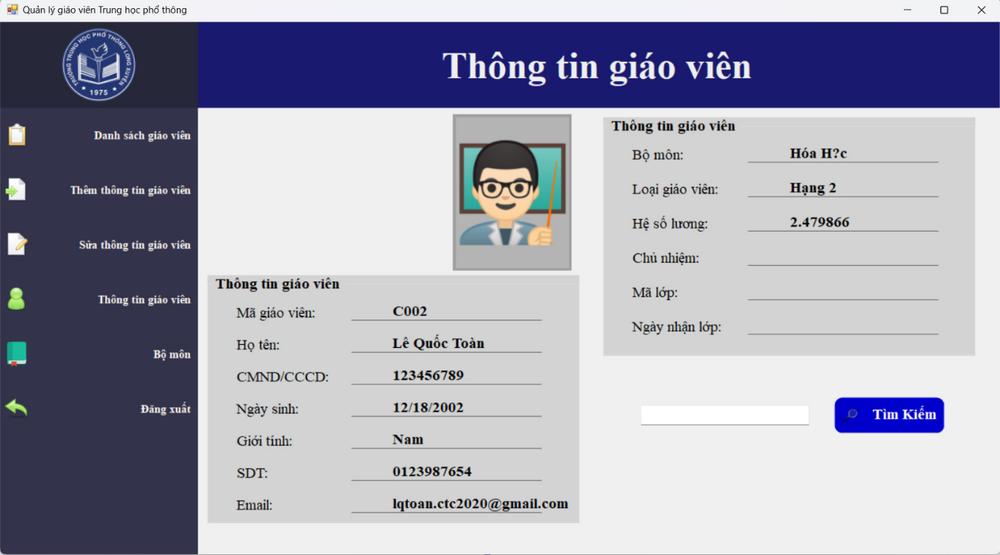 Quản lý giáo viên Trung học phổ thông
TRƯỜNG TRUNG HỌC PHỔ THÔNG LONG XUYÊN
1975
Thông tin giáo viên
Danh sách giáo viên
Thêm thông tin giáo viên
Sửa thông tin giáo viên
Thông tin giáo viên
Bộ môn
Đăng xuất
Thông tin giáo viên
Mã giáo viên: C002
Họ tên: Lê Quốc Toàn
CMND/CCCD: 123456789
Ngày sinh: 12/18/2002
Giới tính: Nam
SDT: 0123987654
Email: lqtoan.ctc2020@gmail.com
Thông tin giáo viên
Bộ môn: Hóa H?c
Loại giáo viên: Hạng 2
Hệ số lương: 2.479866
Chủ nhiệm:
Mã lớp:
Ngày nhận lớp:
Tìm Kiếm